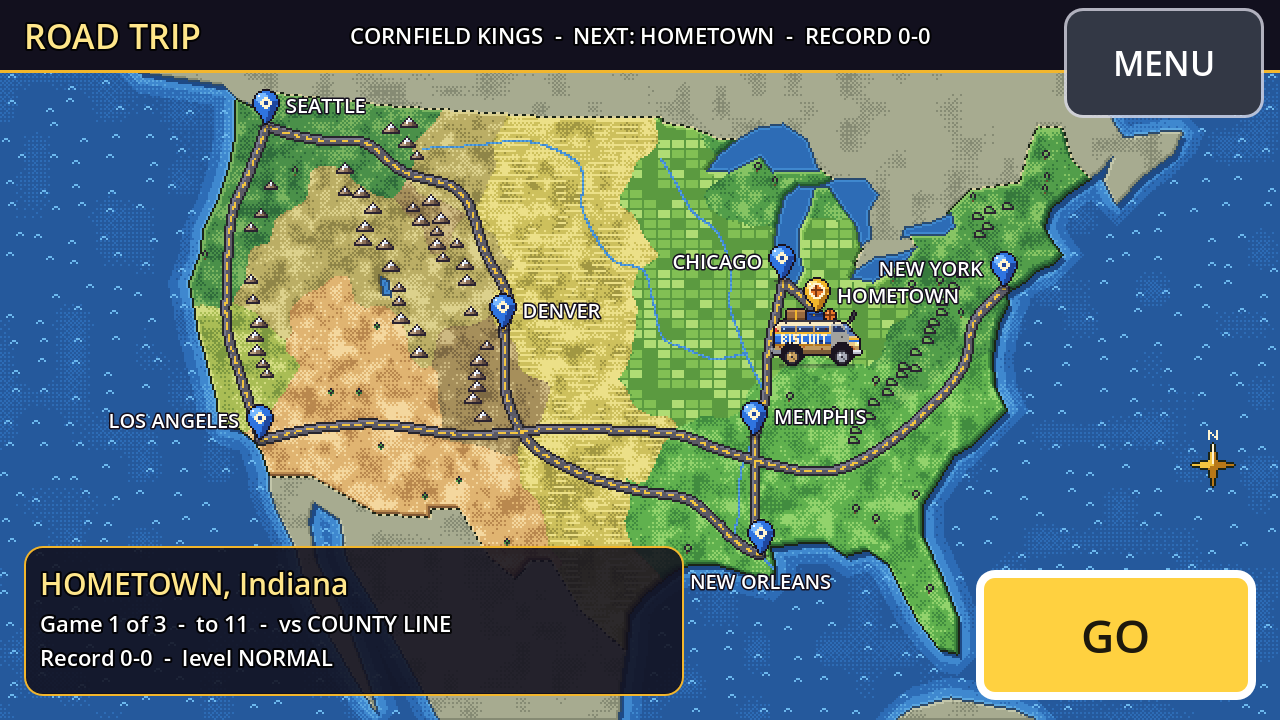 ROAD TRIP
CORNFIELD KINGS - NEXT: HOMETOWN - RECORD 0-0
MENU
SEATTLE
CHICAGO
NEW YORK
HOMETOWN
DENVER
BISCUIT
LOS ANGELES
MEMPHIS
N
NEW ORLEANS
HOMETOWN, Indiana
Game 1 of 3 - to 11 - vs COUNTY LINE
Record 0-0 - level NORMAL
GO